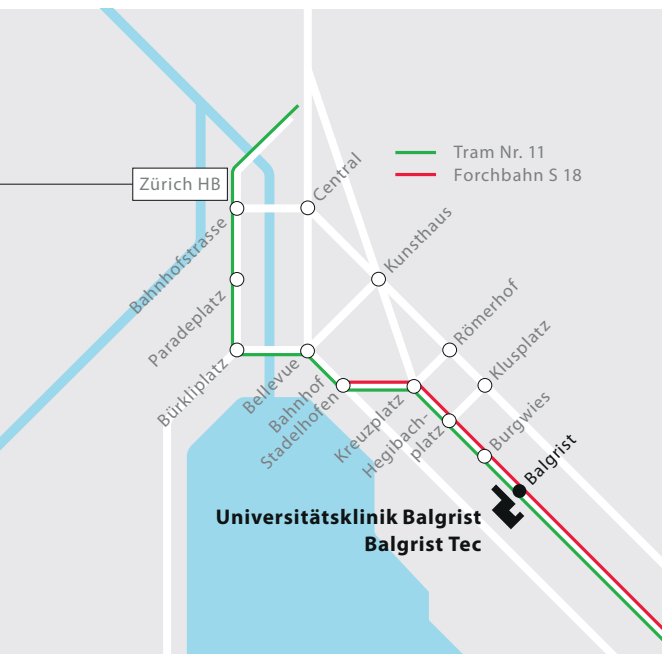 Tram Nr. 11
Forchbahn S 18
Zürich HB
Central
Bahnhofstrasse
Kunsthaus
Paradeplatz
Römerhof
Bürkliplatz
Bellevue
Klusplatz
Bahnhof
Stadelhofen
Kreuzplatz
Hegibach-
platz
Burgwies
Balgrist
Universitätsklinik Balgrist
Balgrist Tec